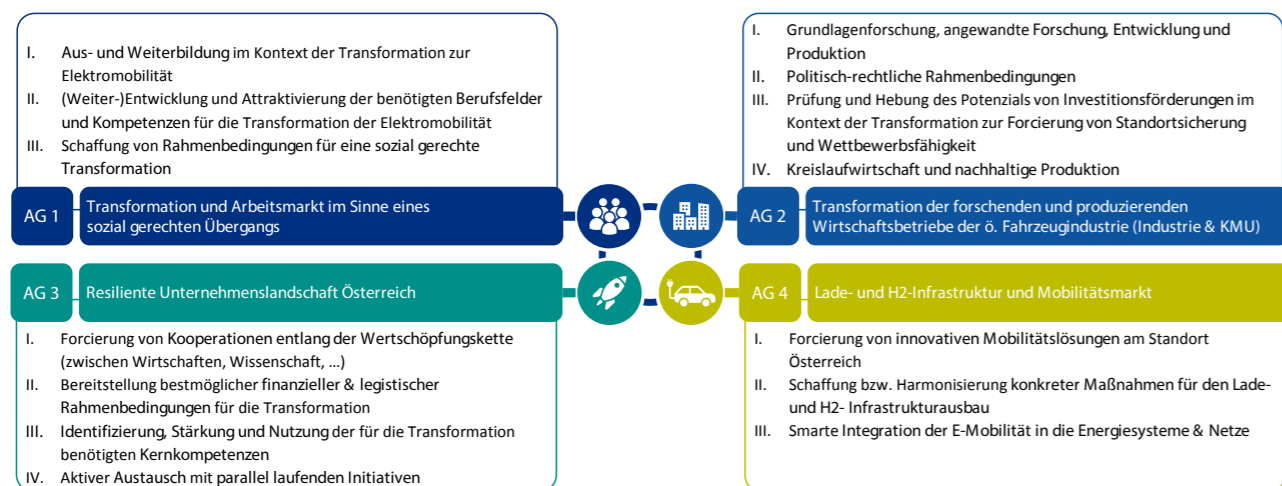 I. Aus- und Weiterbildung im Kontext der Transformation zur
Elektromobilität
II. (Weiter-)Entwicklung und Attraktivierung der benötigten Berufsfelder
und Kompetenzen für die Transformation der Elektromobilität
III. Schaffung von Rahmenbedingungen für eine sozial gerechte
Transformation
AG 1
Transformation und Arbeitsmarkt im Sinne eines
sozial gerechten Übergangs
I. Grundlagenforschung, angewandte Forschung, Entwicklung und
Produktion
II. Politisch-rechtliche Rahmenbedingungen
III. Prüfung und Hebung des Potenzials von Investitionsförderungen im
Kontext der Transformation zur Forcierung von Standortsicherung
und Wettbewerbsfähigkeit
IV. Kreislaufwirtschaft und nachhaltige Produktion
AG 2
Transformation der forschenden und produzierenden
Wirtschaftsbetriebe der ö. Fahrzeugindustrie (Industrie & KMU)
AG 3
Resiliente Unternehmenslandschaft Österreich
I. Forcierung von Kooperationen entlang der Wertschöpfungskette
(zwischen Wirtschaften, Wissenschaft, …)
II. Bereitstellung bestmöglicher finanzieller & legistischer
Rahmenbedingungen für die Transformation
III. Identifizierung, Stärkung und Nutzung der für die Transformation
benötigten Kernkompetenzen
IV. Aktiver Austausch mit parallel laufenden Initiativen
AG 4
Lade- und H2-Infrastruktur und Mobilitätsmarkt
I. Forcierung von innovativen Mobilitätslösungen am Standort
Österreich
II. Schaffung bzw. Harmonisierung konkreter Maßnahmen für den Lade-
und H2- Infrastrukturausbau
III. Smarte Integration der E-Mobilität in die Energiesysteme & Netze